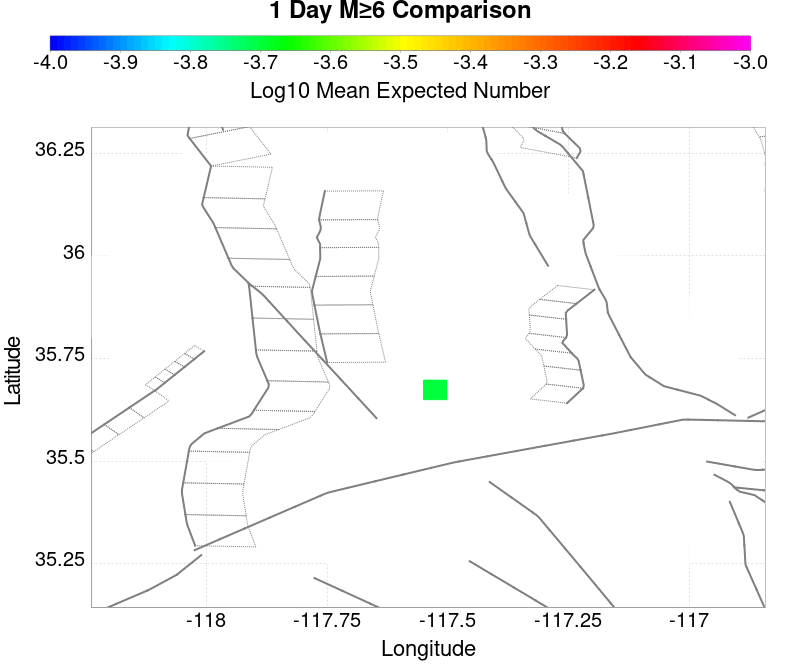 1 Day M≥6 Comparison
-4.0 -3.9 -3.8 -3.7 -3.6 -3.5 -3.4 -3.3 -3.2 -3.1 -3.0
Log10 Mean Expected Number
36.25
36
35.75
35.5
35.25
Latitude
-118 -117.75 -117.5 -117.25 -117
Longitude